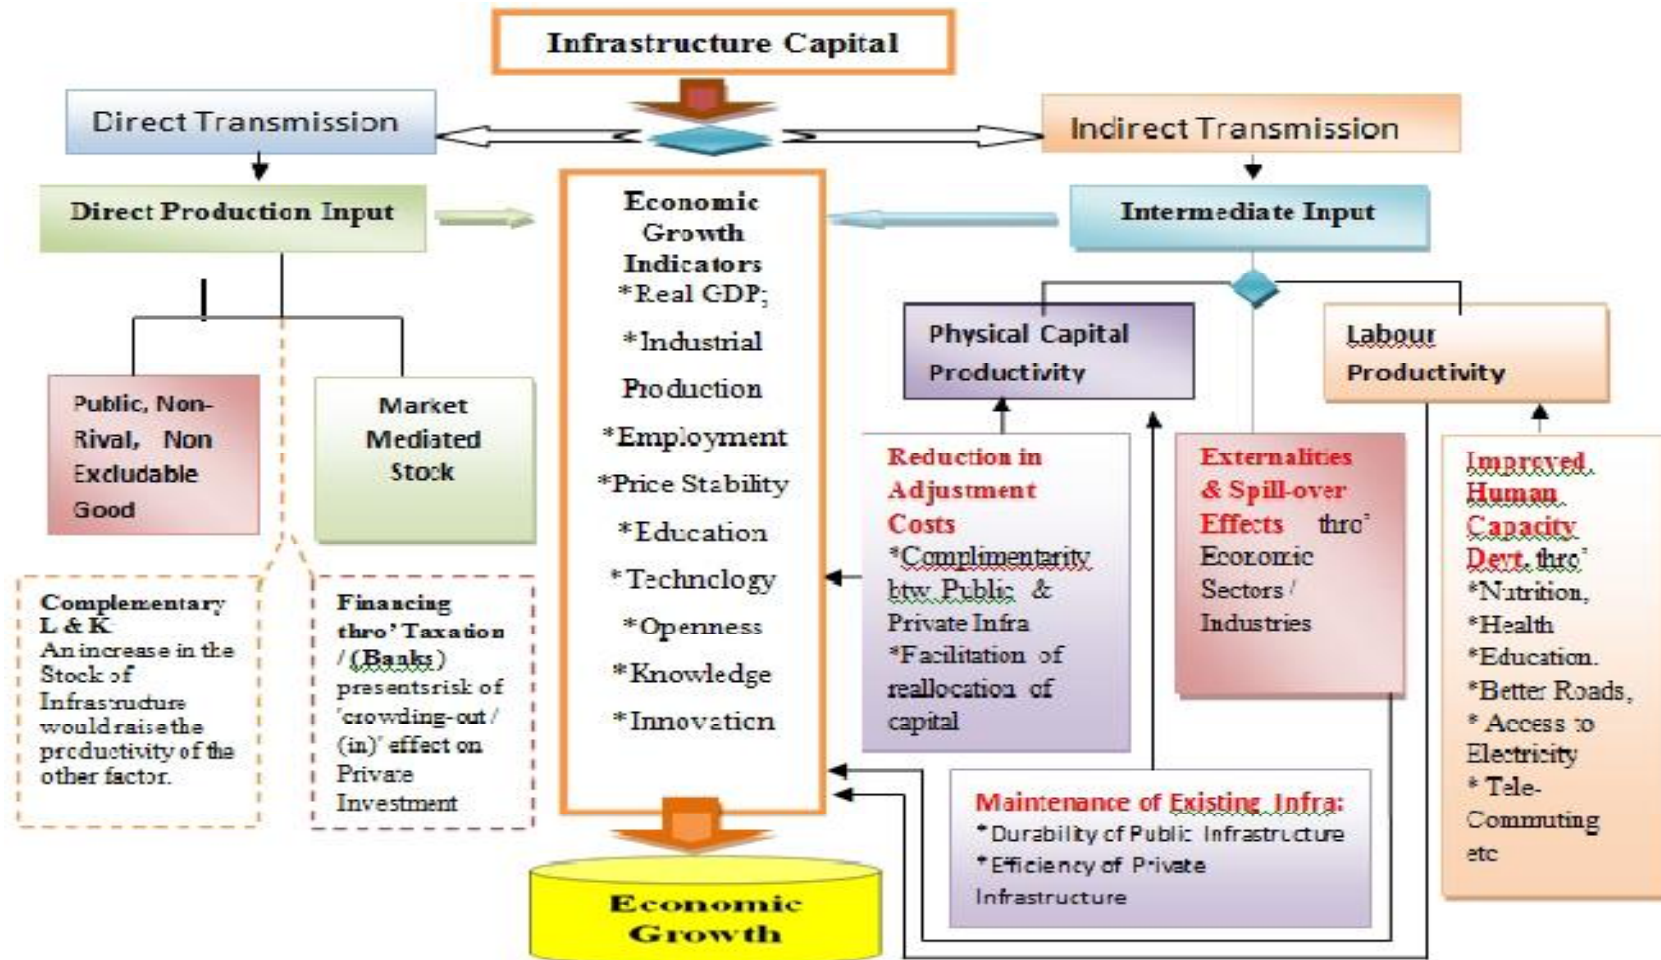 Infrastructure Capital
Direct Transmission
Indirect Transmission
Direct Production Input
Intermediate Input
Economic
Growth
Indicators
*Real GDP;
*Industrial
Production
*Employment
*Price Stability
*Education
*Technology
*Openness
*Knowledge
*Innovation
Public, Non-
Rival, Non
Excludable
Good
Market
Mediated
Stock
Complementary
L & K
An increase in the
Stock of
Infrastructure
would raise the
productivity of the
other factor.
Financing
thro' Taxation
/ (Banks)
presents risk of
'crowding-out /
(in)' effect on
Private
Investment
Physical Capital
Productivity
Labour
Productivity
Reduction in
Adjustment
Costs
*Complimentarity
btw Public &
Private Infra
*Facilitation of
reallocation of
capital
Externalities
& Spill-over
Effects thro'
Economic
Sectors /
Industries
Improved
Human
Capacity
Devt. thro'
*Nutrition,
*Health
*Education.
*Better Roads,
* Access to
Electricity
* Tele-
Commuting
etc
Maintenance of Existing Infra:
*Durability of Public Infrastructure
*Efficiency of Private
Infrastructure
Economic
Growth